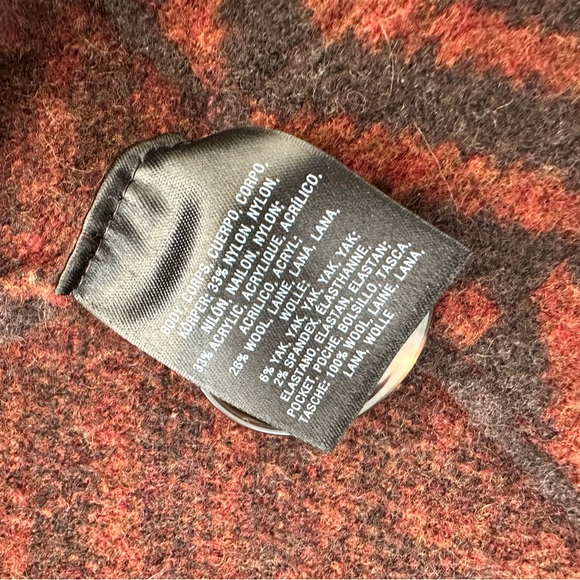 BODY, CORPS, CUERPO, CORPO,
KÖRPER: 33% NYLON, NYLON,
NILÓN, NAILON, NYLON;
33% ACRYLIC, ACRYLIQUE, ACRÍLICO,
ACRILICO, ACRYL;
26% WOOL, LAINE, LANA, LANA,
WOLLE;
6% YAK, YAK, YAK, YAK, YAK;
2% SPANDEX, ÉLASTHANNE,
ELASTANO, ELASTAN, ELASTAN;
POCKET, POCHE, BOLSILLO, TASCA,
TASCHE: 100% WOOL, LAINE, LANA,
LANA, WOLLE